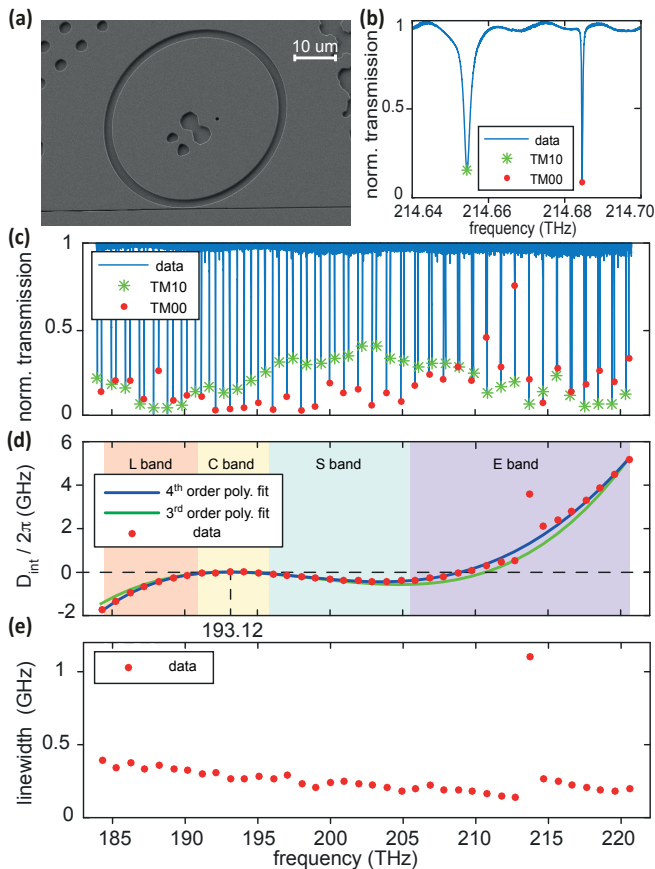 (a)
10 um
(b)
norm. transmission
1
0.5
0
data
TM10
TM00
214.64 214.66 214.68 214.70
frequency (THz)
(c)
norm. transmission
1
0.5
0
data
TM10
TM00
(d)
D_int / 2π (GHz)
6
4
2
0
-2
L band C band S band E band
4th order poly. fit
3rd order poly. fit
data
193.12
(e)
linewidth
(GHz)
1
0.5
0
data
185 190 195 200 205 210 215 220
frequency (THz)